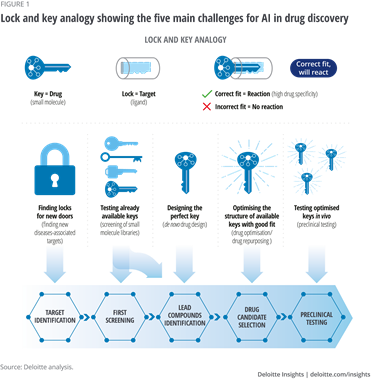 FIGURE 1
Lock and key analogy showing the five main challenges for AI in drug discovery
LOCK AND KEY ANALOGY
Key = Drug
(small molecule)
Lock = Target
(ligand)
Correct fit = Reaction (high drug specificity)
Incorrect fit = No reaction
Correct fit,
will react
Finding locks
for new doors
(finding new
diseases-associated
targets)
Testing already
available keys
(screening of small
molecule libraries)
Designing the
perfect key
(de novo drug design)
Optimising the
structure of available
keys with good fit
(drug optimisation/
drug repurposing )
Testing optimised
keys in vivo
(preclinical testing)
TARGET
IDENTIFICATION
FIRST
SCREENING
LEAD
COMPOUNDS
IDENTIFICATION
DRUG
CANDIDATE
SELECTION
PRECLINICAL
TESTING
Source: Deloitte analysis.
Deloitte Insights | deloitte.com/insights